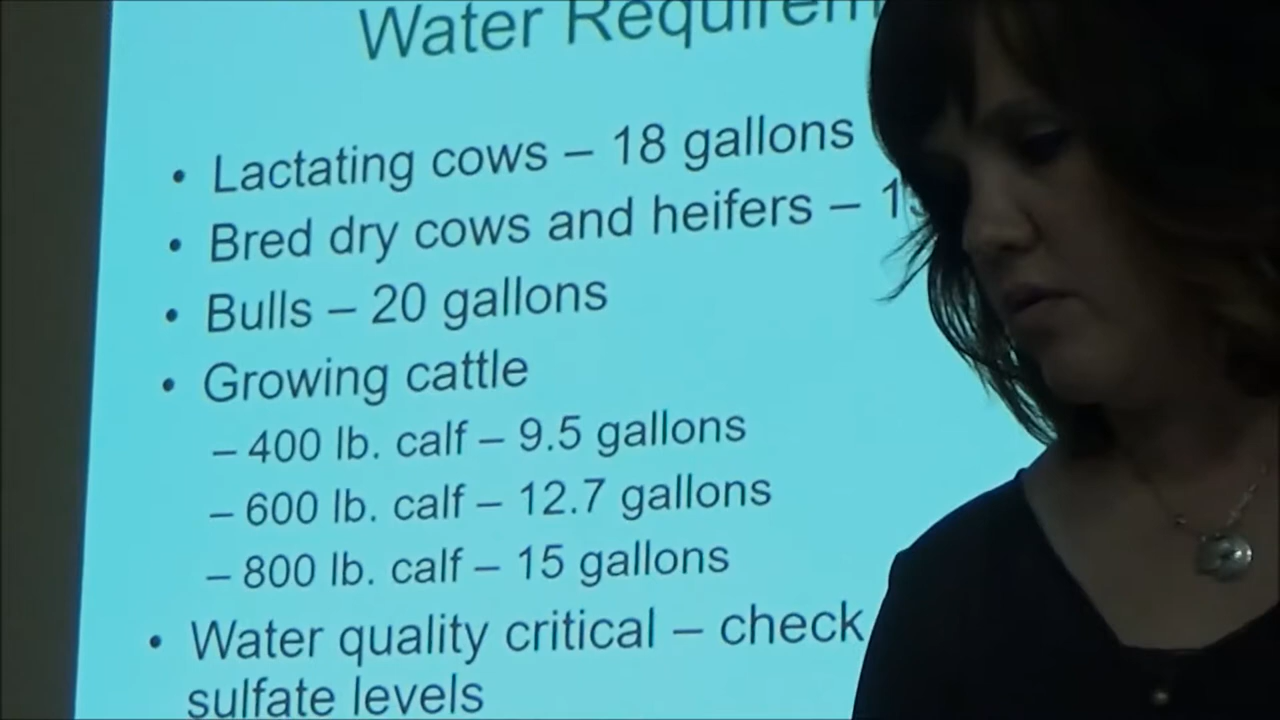 Water
• Lactating cows – 18 gallons
• Bred dry cows and heifers –
• Bulls – 20 gallons
• Growing cattle
– 400 lb. calf – 9.5 gallons
– 600 lb. calf – 12.7 gallons
– 800 lb. calf – 15 gallons
• Water quality critical – check
sulfate levels